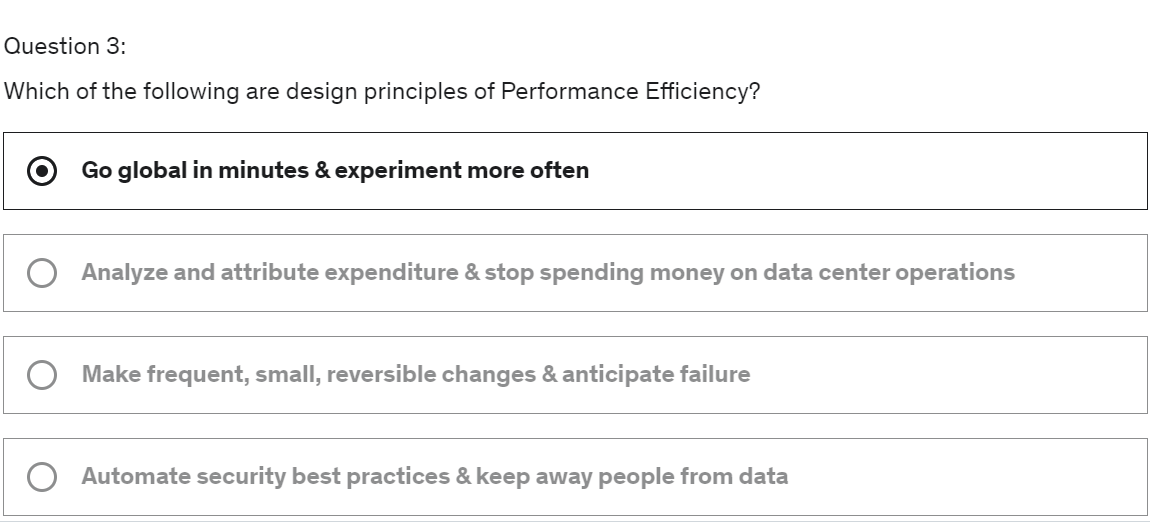 Question 3:
Which of the following are design principles of Performance Efficiency?
Go global in minutes & experiment more often
Analyze and attribute expenditure & stop spending money on data center operations
Make frequent, small, reversible changes & anticipate failure
Automate security best practices & keep away people from data